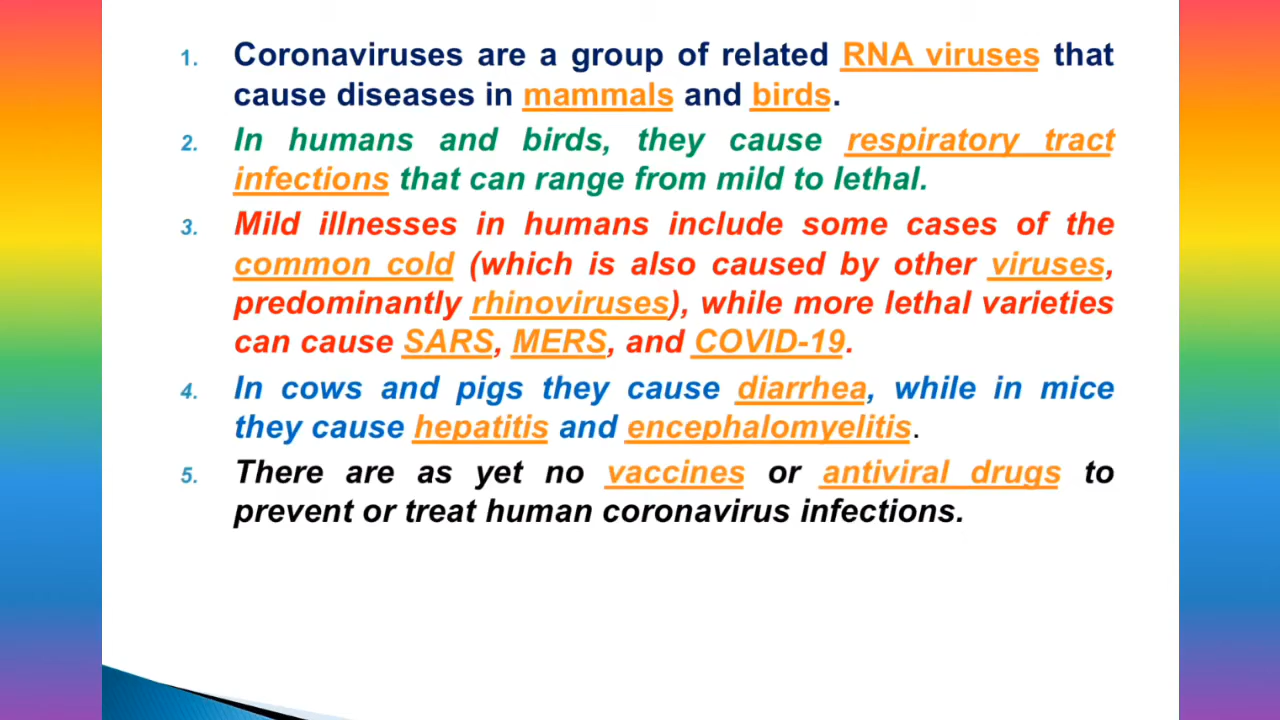 1. Coronaviruses are a group of related RNA viruses that
cause diseases in mammals and birds.
2. In humans and birds, they cause respiratory tract
infections that can range from mild to lethal.
3. Mild illnesses in humans include some cases of the
common cold (which is also caused by other viruses,
predominantly rhinoviruses), while more lethal varieties
can cause SARS, MERS, and COVID-19.
4. In cows and pigs they cause diarrhea, while in mice
they cause hepatitis and encephalomyelitis.
5. There are as yet no vaccines or antiviral drugs to
prevent or treat human coronavirus infections.